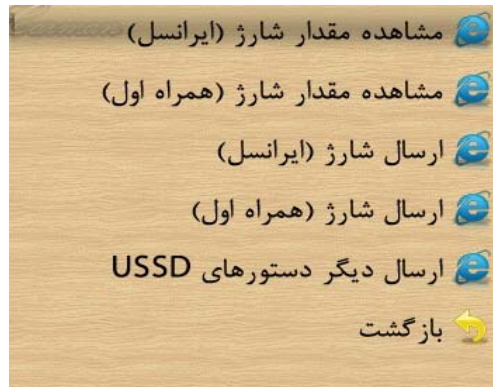 مشاهده مقدار شارژ (ایرانسل)
مشاهده مقدار شارژ (همراه اول)
ارسال شارژ (ایرانسل)
ارسال شارژ (همراه اول)
ارسال دیگر دستورهای USSD
بازگشت